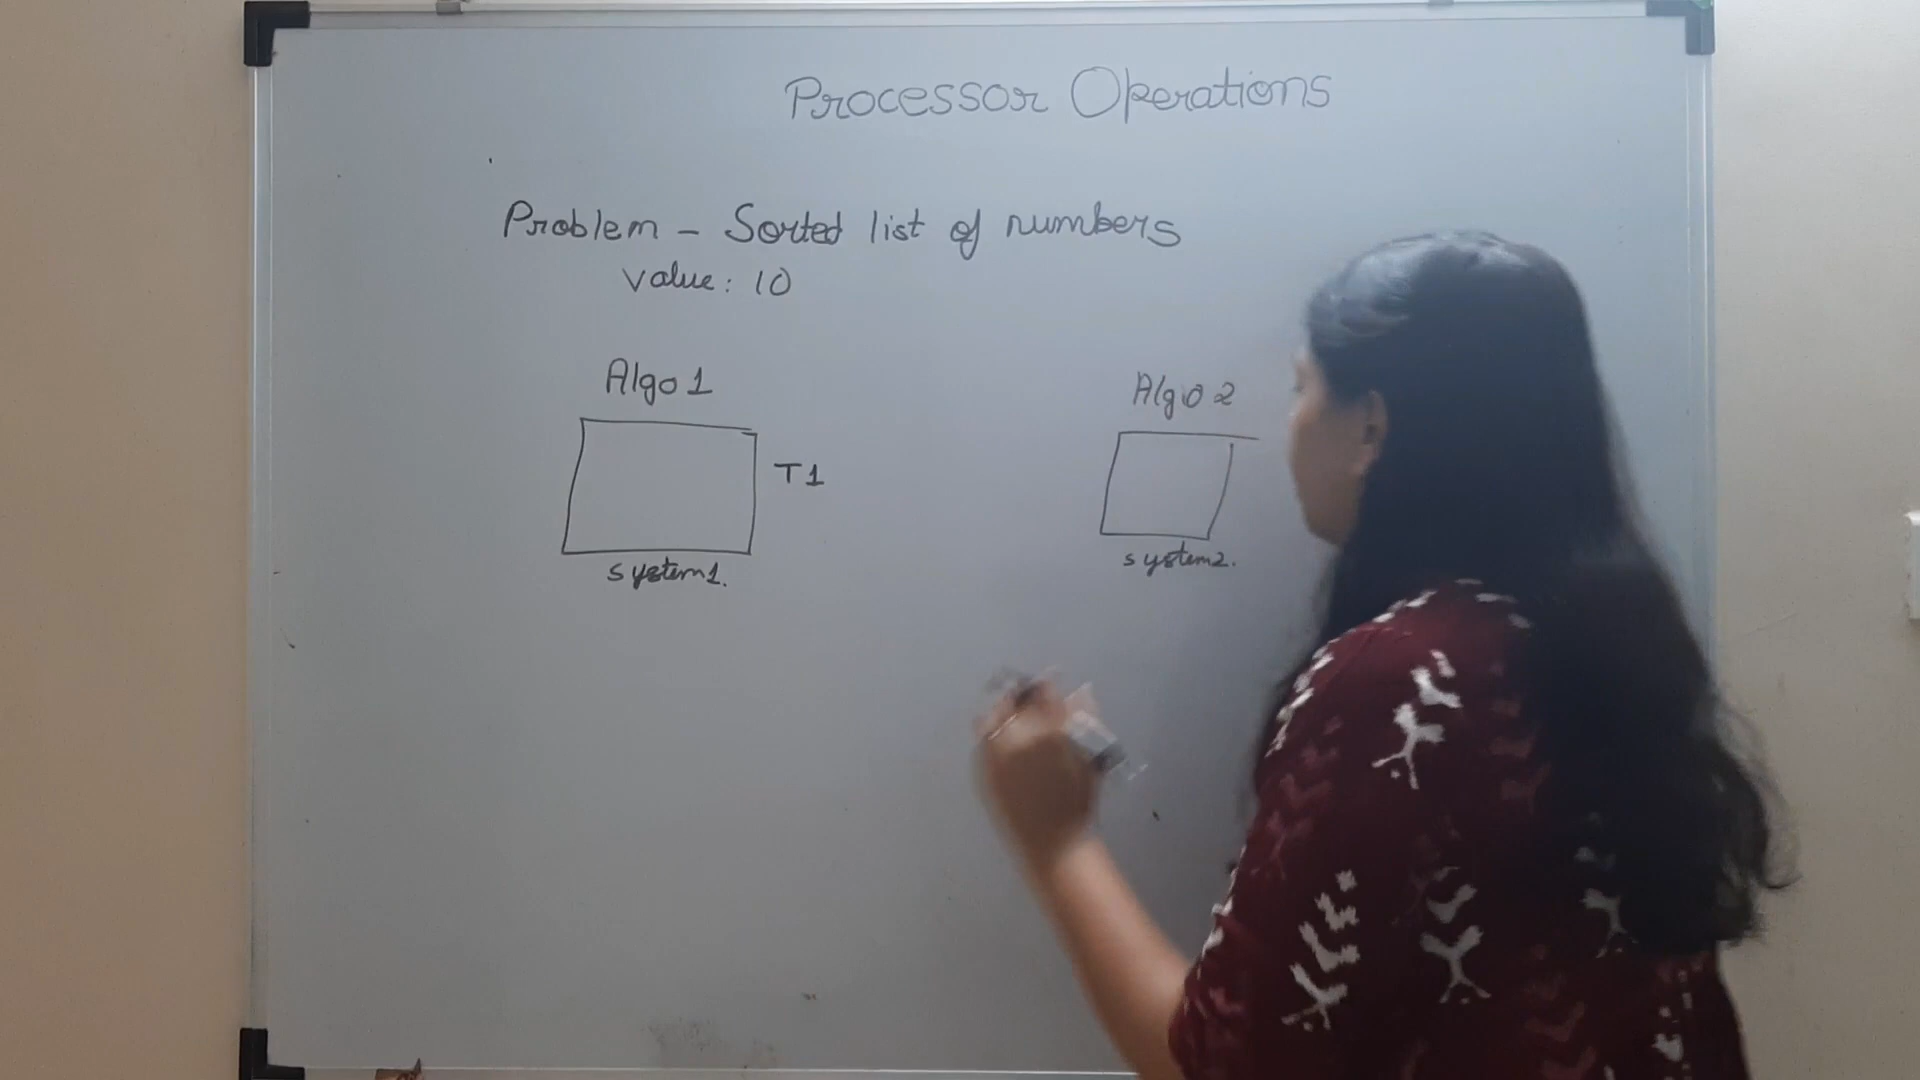 Processor Operations
Problem - Sorted list of numbers
value: 10
Algo 1
T1
system1.
Algo 2
system2.